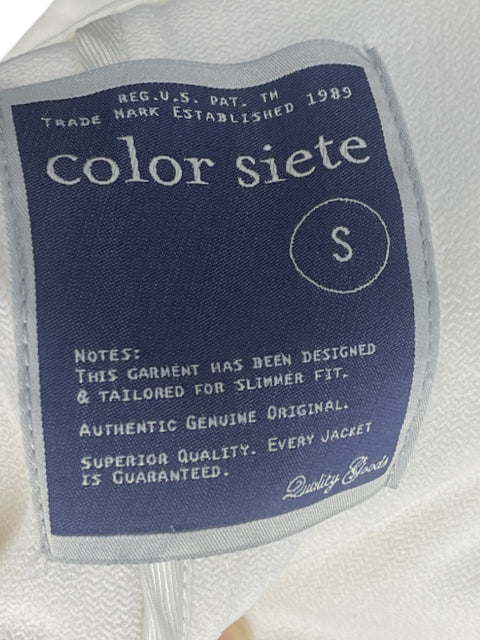 REG.U.S. PAT. TM
TRADE MARK ESTABLISHED 1989
color siete
S
NOTES:
THIS GARMENT HAS BEEN DESIGNED
& TAILORED FOR SLIMMER FIT.
AUTHENTIC GENUINE ORIGINAL.
SUPERIOR QUALITY. EVERY JACKET
IS GUARANTEED.
Quality Goods